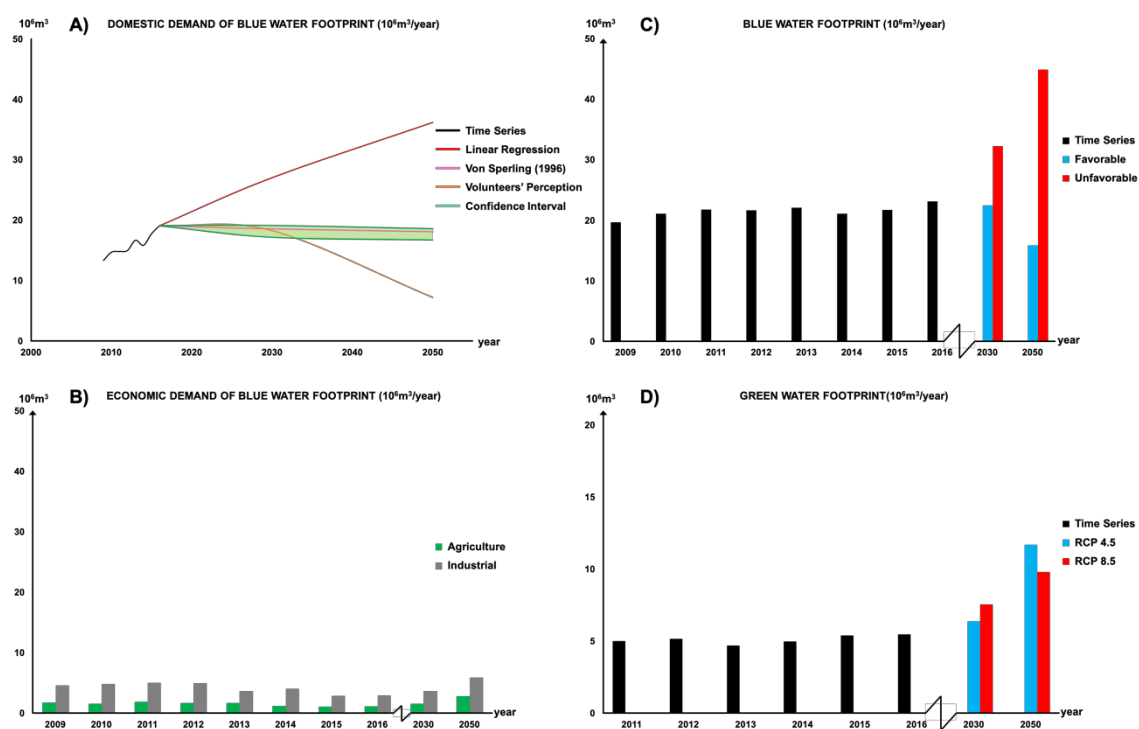 A) DOMESTIC DEMAND OF BLUE WATER FOOTPRINT (10⁶m³/year)
10⁶m³
50
40
30
20
10
0
2000 2010 2020 2030 2040 2050 year
Time Series
Linear Regression
Von Sperling (1996)
Volunteers' Perception
Confidence Interval
C) BLUE WATER FOOTPRINT (10⁶m³/year)
10⁶m³
50
40
30
20
10
0
2009 2010 2011 2012 2013 2014 2015 2016 2030 2050 year
Time Series
Favorable
Unfavorable
B) ECONOMIC DEMAND OF BLUE WATER FOOTPRINT (10⁶m³/year)
10⁶m³
50
40
30
20
10
0
2009 2010 2011 2012 2013 2014 2015 2016 2030 2050 year
Agriculture
Industrial
D) GREEN WATER FOOTPRINT(10⁶m³/year)
10⁶m³
20
15
10
5
0
2011 2012 2013 2014 2015 2016 2030 2050 year
Time Series
RCP 4.5
RCP 8.5